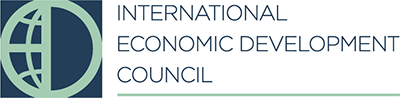 INTERNATIONAL
ECONOMIC DEVELOPMENT
COUNCIL